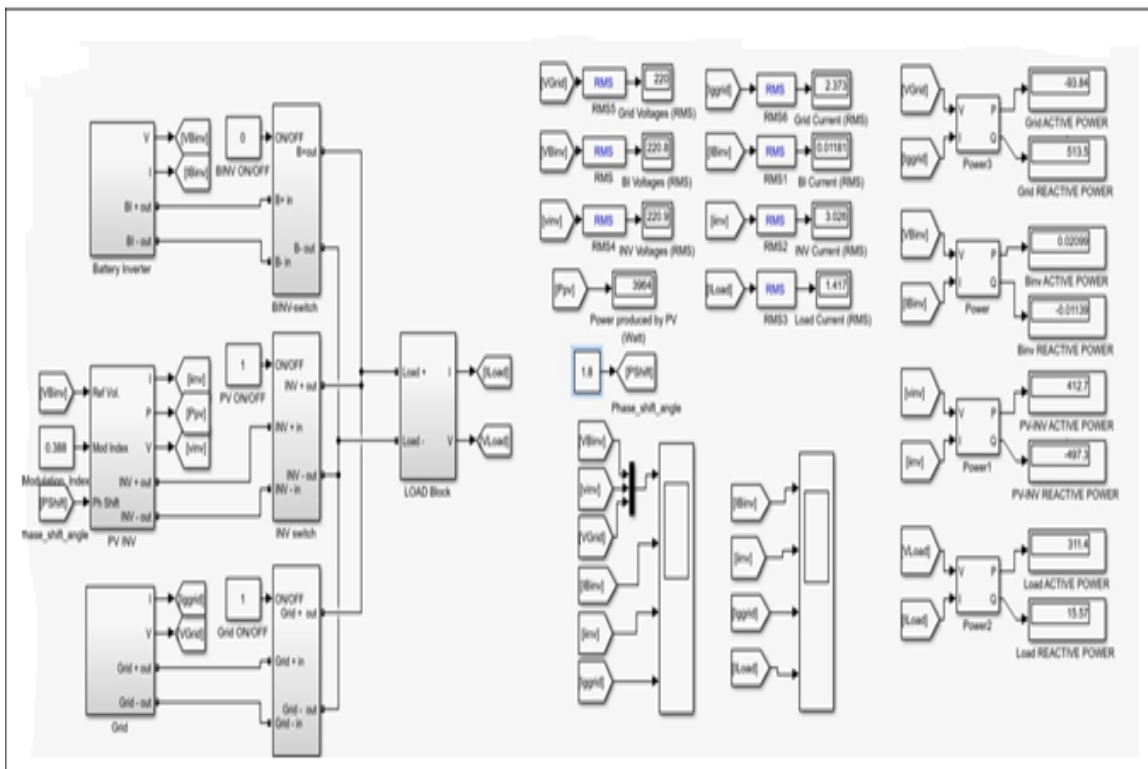 V
I
BI + out
BI - out
[VBinv]
[IBinv]
Battery Inverter
0
BINV ON/OFF
ON/OFF
B+out
B+ in
B- out
B- in
BINV-switch
[VBinv]
0.388
Modulation_Index
[PShift]
Phase_shift_angle
Ref Vol.
Mod Index
Ph Shift
I
P
V
INV + out
INV - out
PV INV
[iinv]
[Ppv]
[vinv]
1
PV ON/OFF
ON/OFF
INV + out
INV + in
INV - out
INV - in
INV switch
I
V
Grid + out
Grid - out
Grid
[Iggrid]
[VGrid]
1
Grid ON/OFF
ON/OFF
Grid + out
Grid + in
Grid - out
Grid - in
Load +
Load -
I
V
LOAD Block
[ILoad]
[VLoad]
[VGrid]
RMS
220
RMS5
Grid Voltages (RMS)
[VBinv]
RMS
220.8
RMS
BI Voltages (RMS)
[vinv]
RMS
220.9
RMS4
INV Voltages (RMS)
[Ppv]
3964
Power produced by PV
(Watt)
1.8
[PShift]
Phase_shift_angle
[Iggrid]
RMS
2.373
RMS6
Grid Current (RMS)
[IBinv]
RMS
0.01181
RMS1
BI Current (RMS)
[iinv]
RMS
3.026
RMS2
INV Current (RMS)
[ILoad]
RMS
1.417
RMS3
Load Current (RMS)
[VBinv]
[vinv]
[VGrid]
[IBinv]
[iinv]
[Iggrid]
[IBinv]
[iinv]
[Iggrid]
[ILoad]
[VGrid]
[Iggrid]
V
I
P
Q
Power3
-93.84
Grid ACTIVE POWER
513.5
Grid REACTIVE POWER
[VBinv]
[IBinv]
V
I
P
Q
Power
0.02099
Binv ACTIVE POWER
-0.01139
Binv REACTIVE POWER
[vinv]
[iinv]
V
I
P
Q
Power1
412.7
PV-INV ACTIVE POWER
-497.3
PV-INV REACTIVE POWER
[VLoad]
[ILoad]
V
I
P
Q
Power2
311.4
Load ACTIVE POWER
15.57
Load REACTIVE POWER